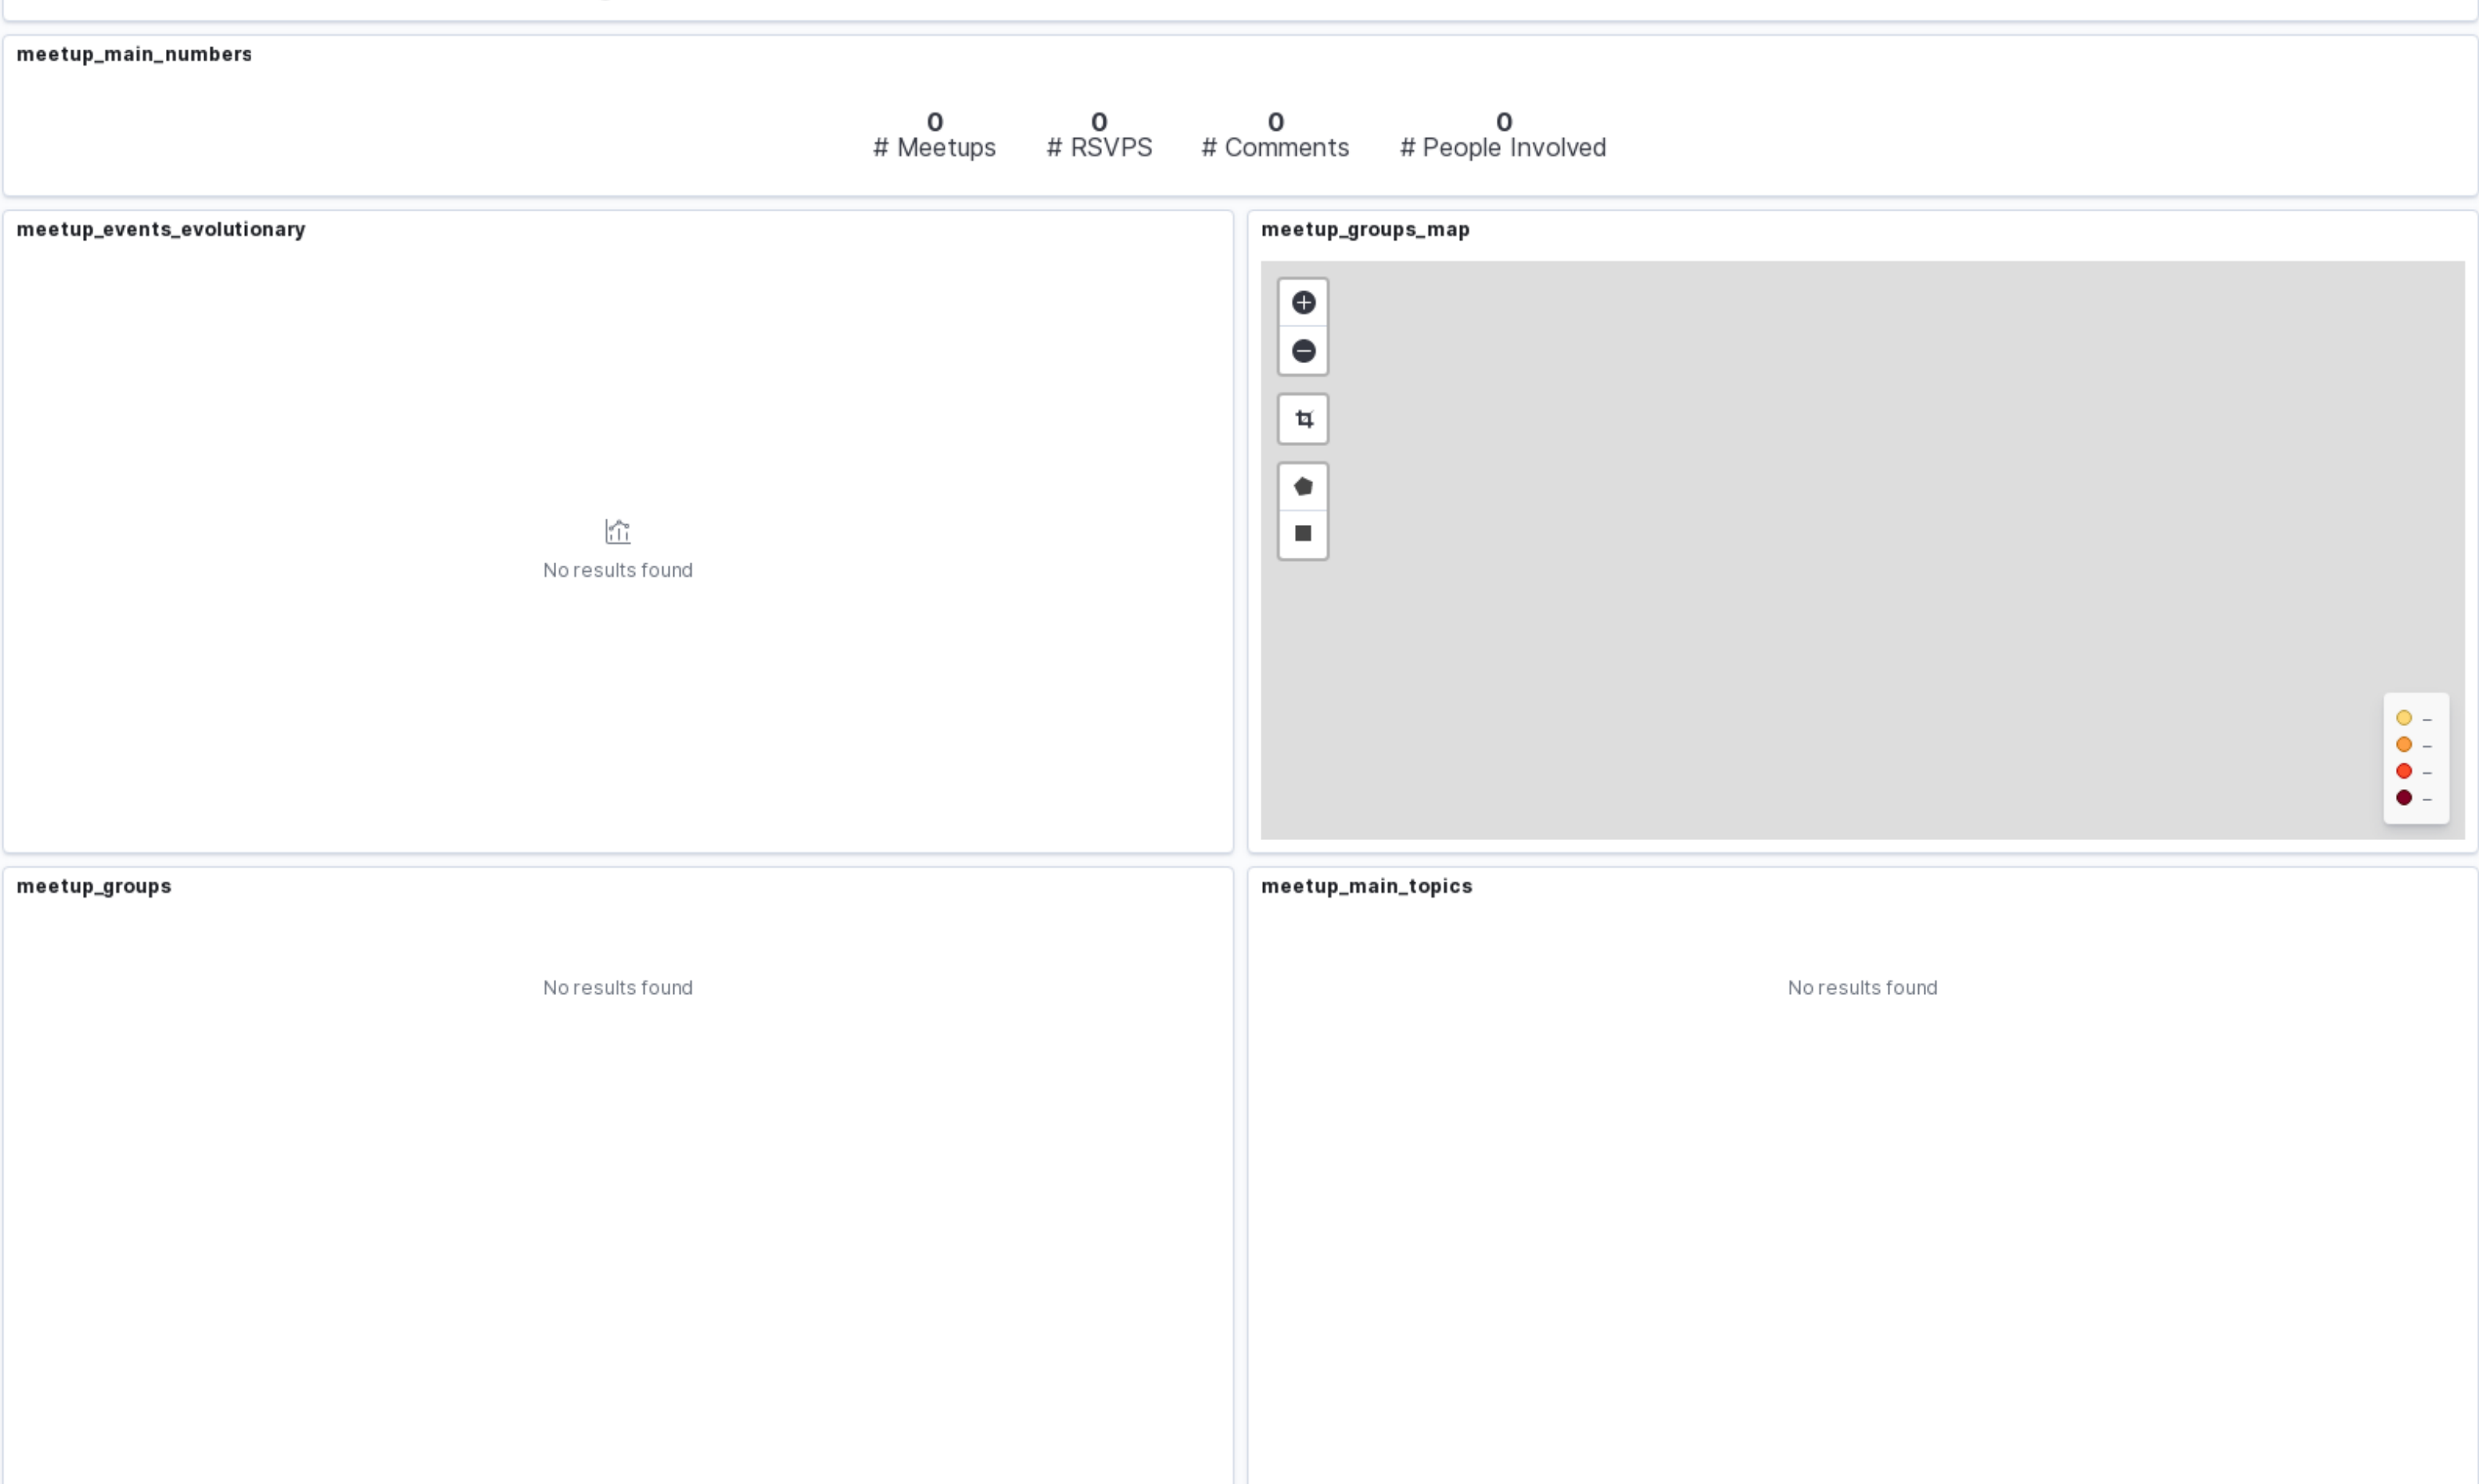 meetup_main_numbers
0 0 0 0
# Meetups # RSVPS # Comments # People Involved
meetup_events_evolutionary
No results found
meetup_groups_map
–
–
–
–
meetup_groups
No results found
meetup_main_topics
No results found